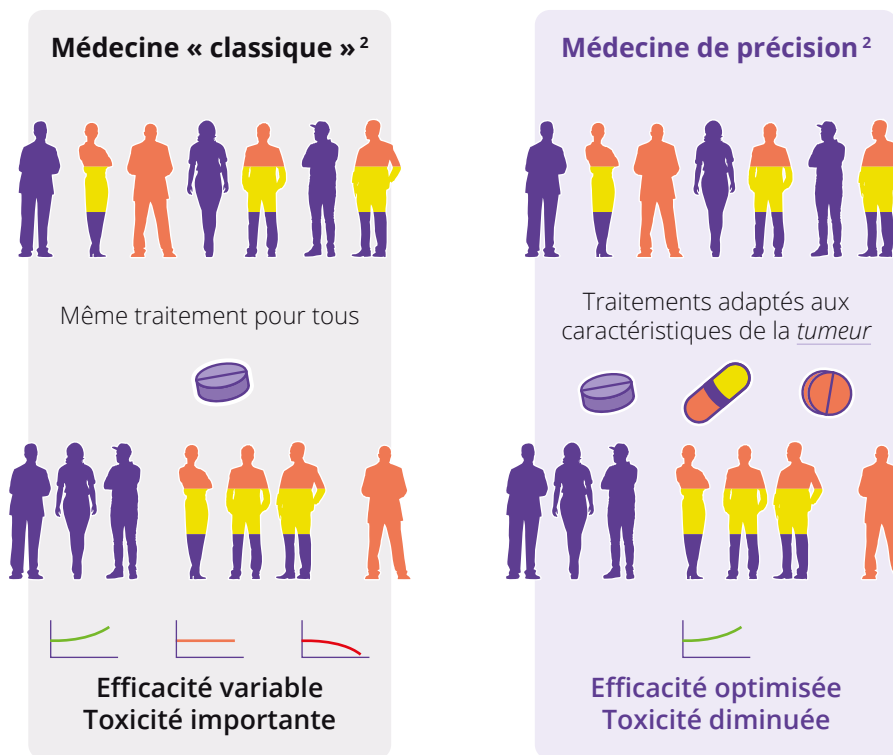 Médecine « classique » ²
Même traitement pour tous
Efficacité variable
Toxicité importante
Médecine de précision ²
Traitements adaptés aux
caractéristiques de la tumeur
Efficacité optimisée
Toxicité diminuée